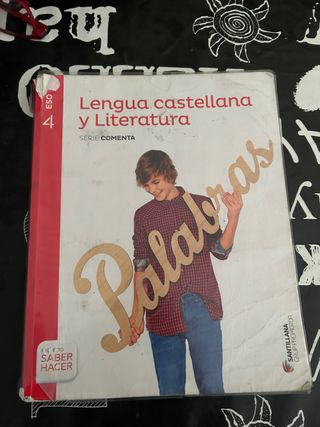 ESO
4
Lengua castellana
y Literatura
SERIE COMENTA
Palabras
SABER
HACER
SANTILLANA